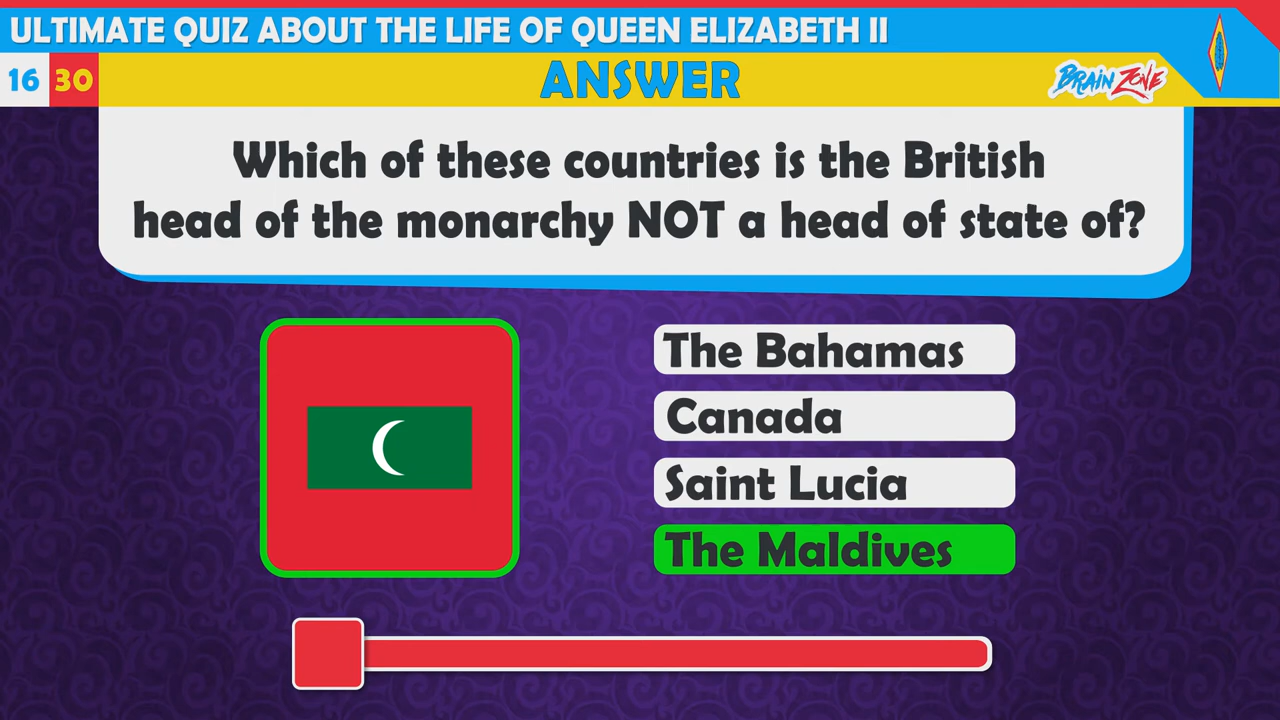 ULTIMATE QUIZ ABOUT THE LIFE OF QUEEN ELIZABETH II
16 30 ANSWER BRAIN ZONE
Which of these countries is the British
head of the monarchy NOT a head of state of?
The Bahamas
Canada
Saint Lucia
The Maldives